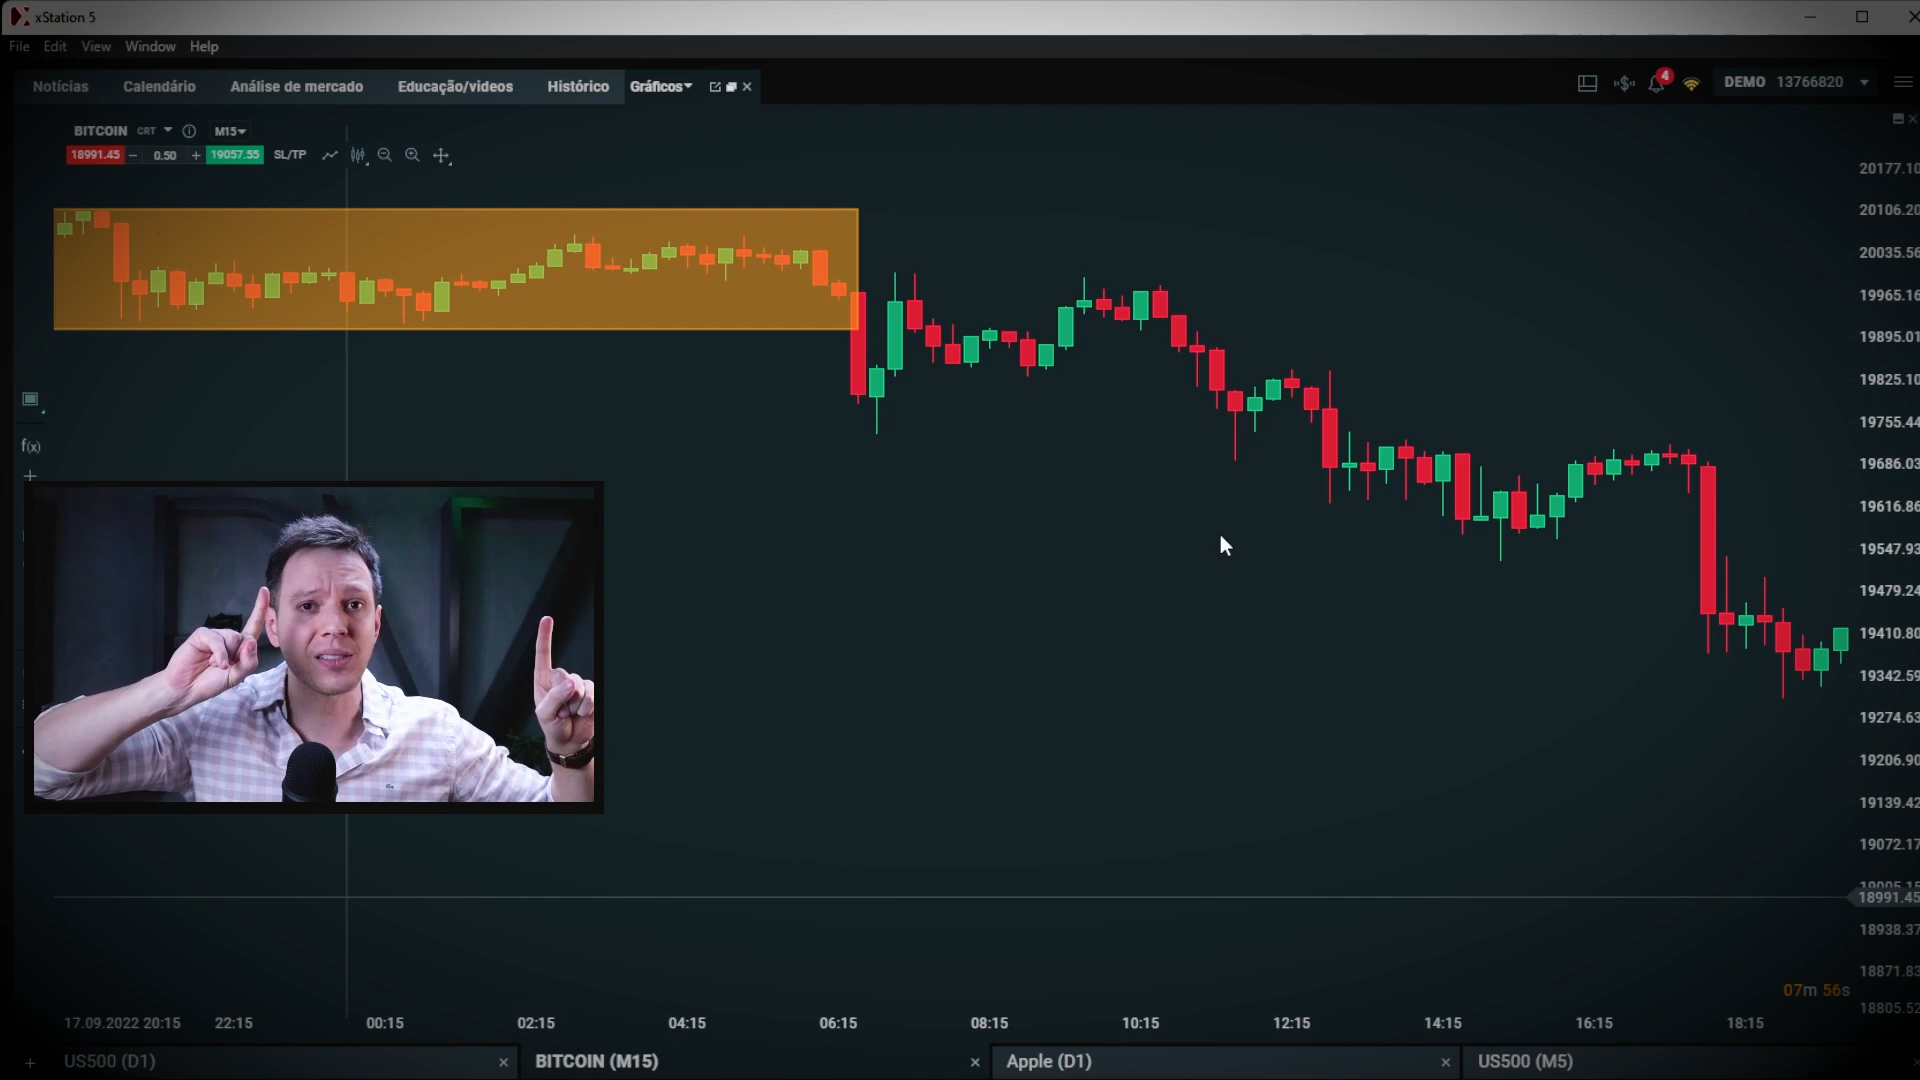 xStation 5
File Edit View Window Help
Notícias Calendário Análise de mercado Educação/videos Histórico Gráficos
4
DEMO 13766820
BITCOIN CRT M15
18991.45 − 0.50 + 19057.55 SL/TP
20177.10
20106.20
20035.56
19965.16
19895.01
19825.10
19755.44
19686.03
19616.86
19547.93
19479.24
19410.80
19342.59
19274.63
19206.90
19139.42
19072.17
19005.15
18991.45
18938.37
18871.83
18805.52
f(x)
07m 56s
17.09.2022 20:15 22:15 00:15 02:15 04:15 06:15 08:15 10:15 12:15 14:15 16:15 18:15
US500 (D1) BITCOIN (M15) Apple (D1) US500 (M5)